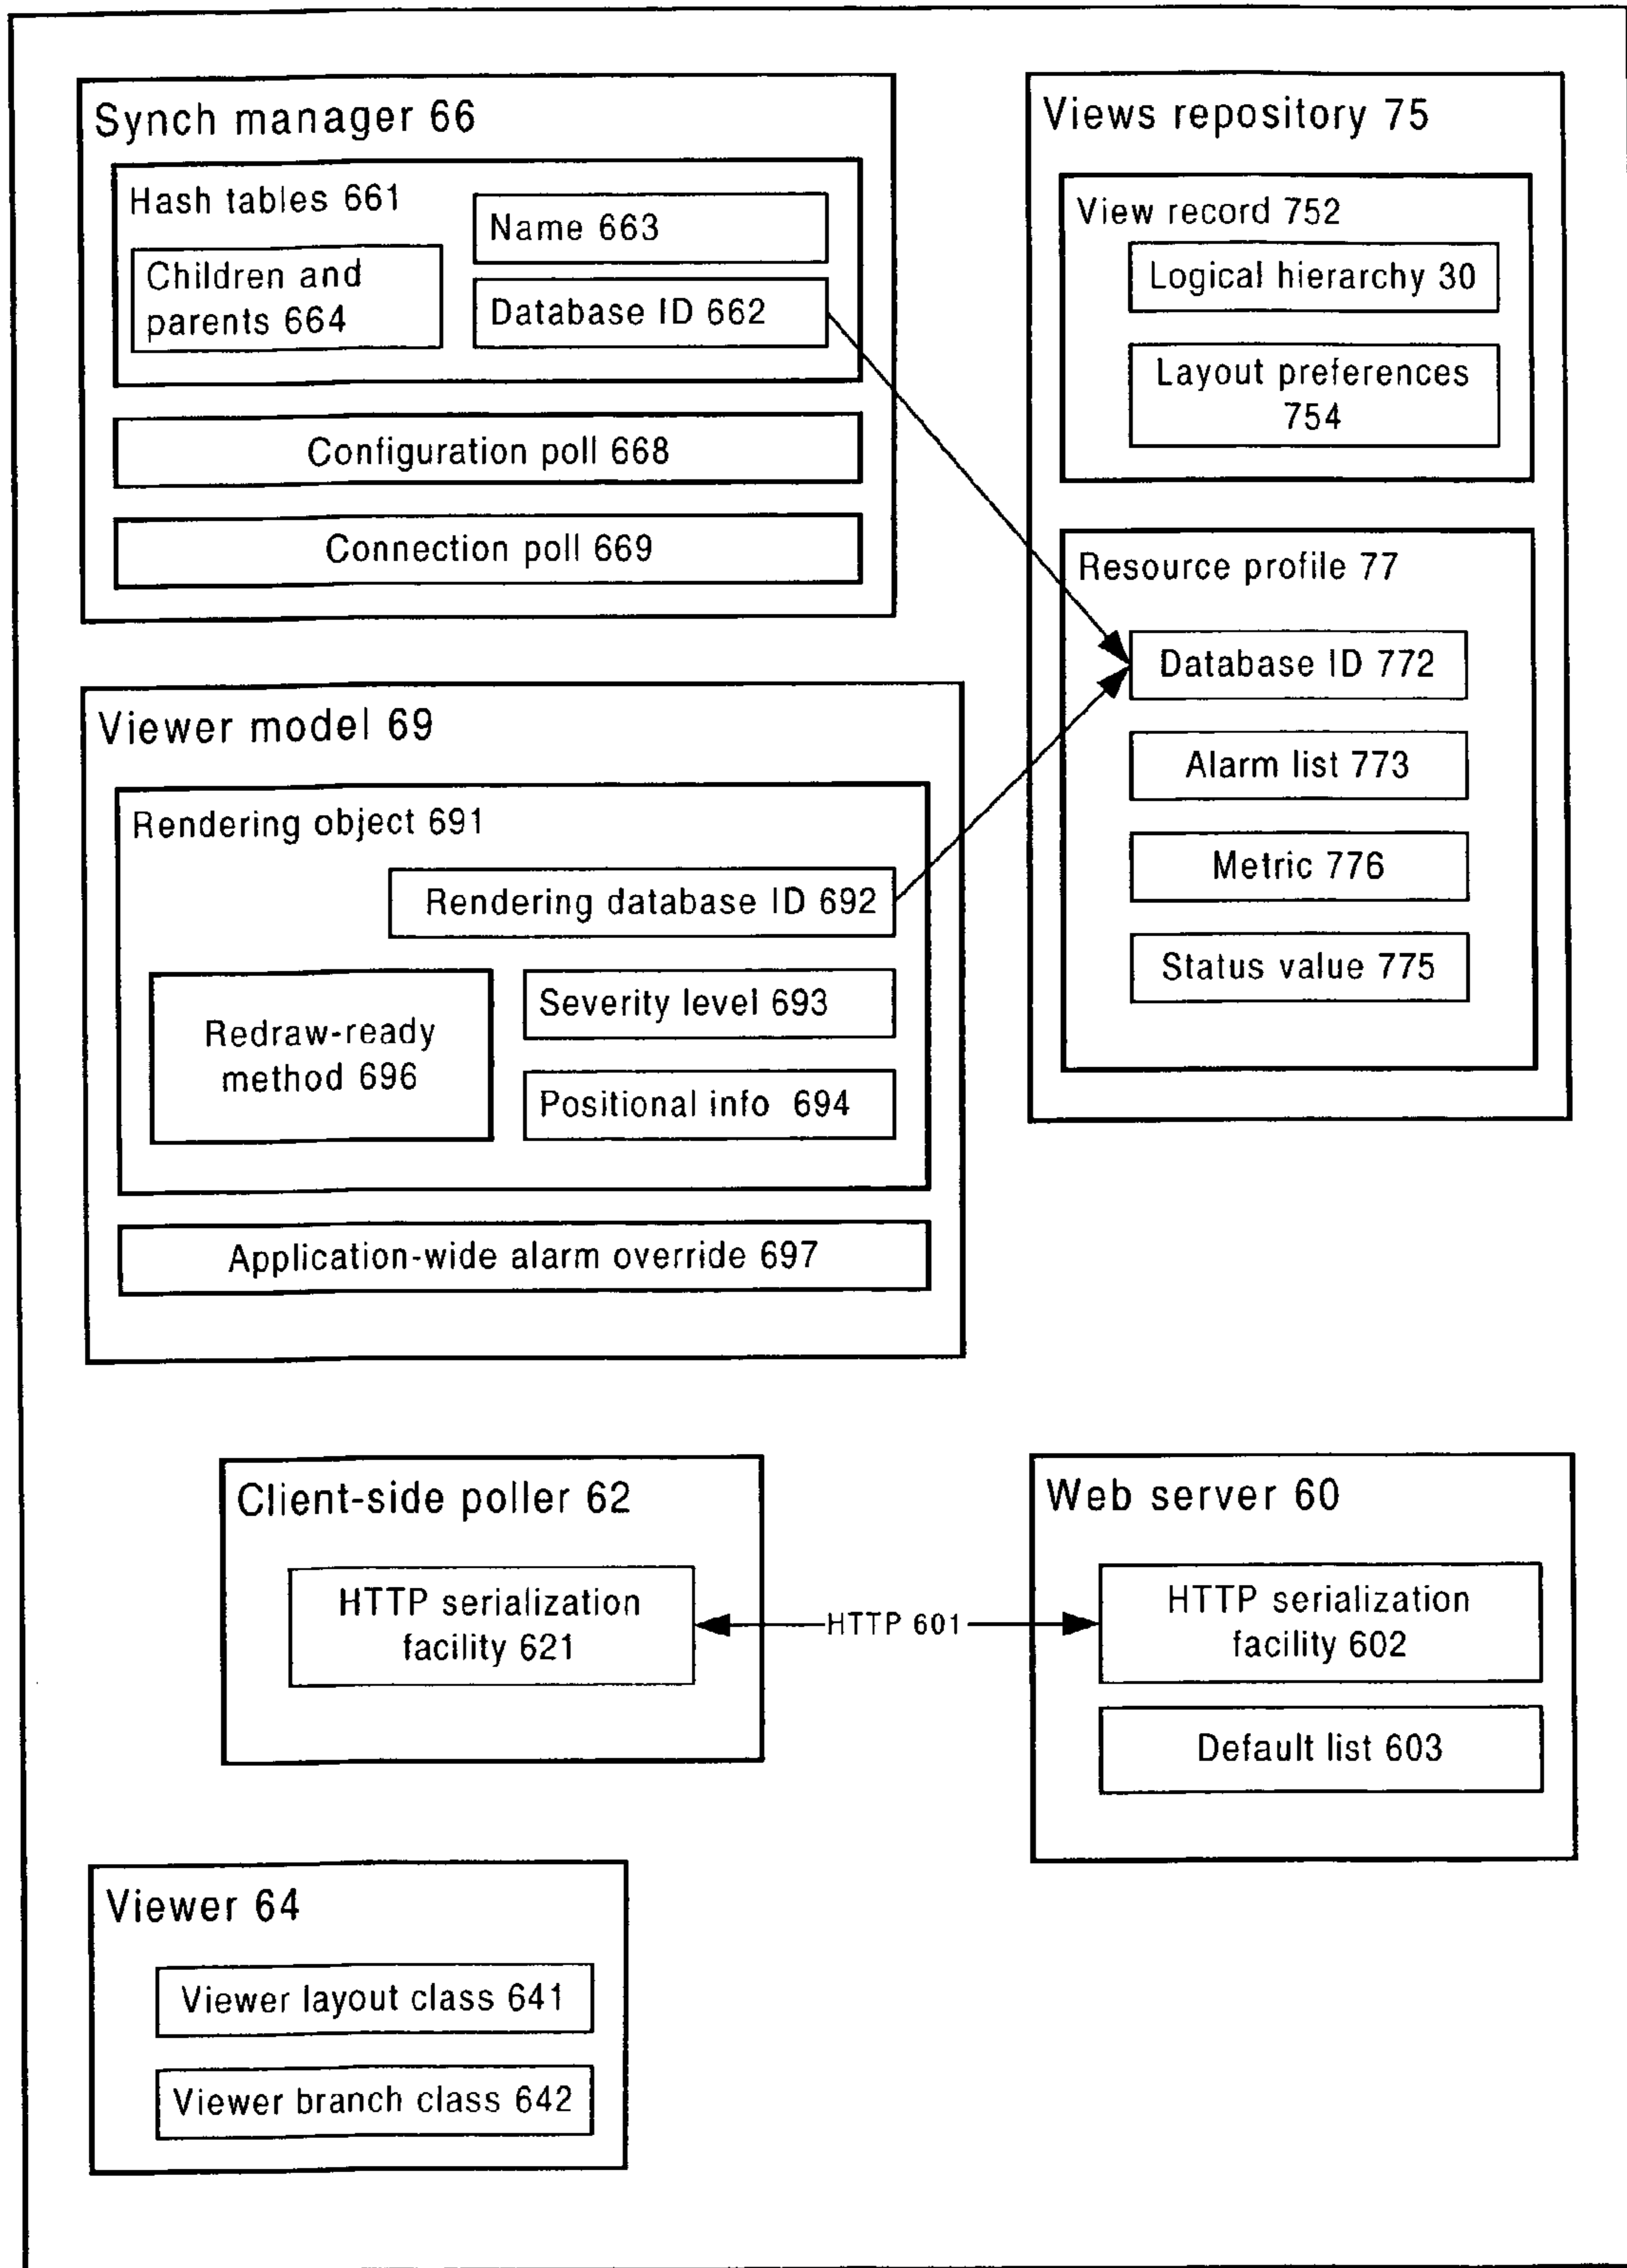 Synch manager 66
Hash tables 661
Name 663
Children and
parents 664
Database ID 662
Configuration poll 668
Connection poll 669
Views repository 75
View record 752
Logical hierarchy 30
Layout preferences
754
Resource profile 77
Database ID 772
Alarm list 773
Metric 776
Status value 775
Viewer model 69
Rendering object 691
Rendering database ID 692
Redraw-ready
method 696
Severity level 693
Positional info 694
Application-wide alarm override 697
Client-side poller 62
HTTP serialization
facility 621
HTTP 601
Web server 60
HTTP serialization
facility 602
Default list 603
Viewer 64
Viewer layout class 641
Viewer branch class 642